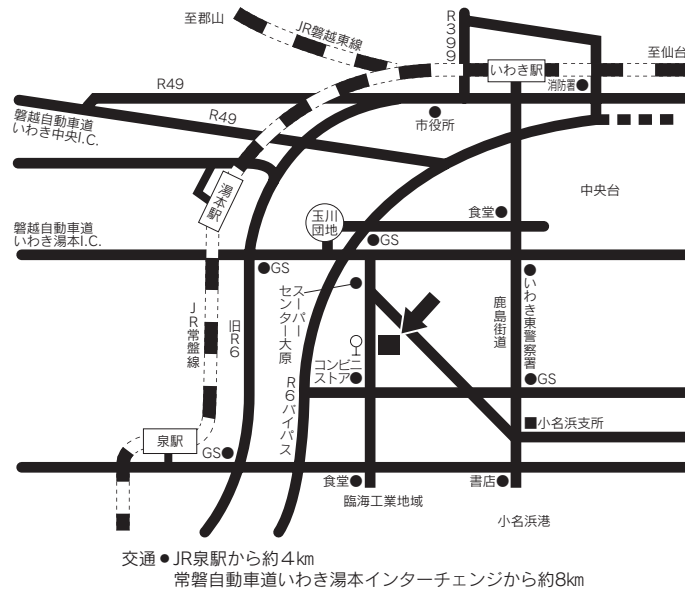 至郡山
JR磐越東線
R399
至仙台
いわき駅
消防署
R49
R49
磐越自動車道
いわき中央I.C.
市役所
湯本駅
中央台
玉川
団地
食堂
磐越自動車道
いわき湯本I.C.
GS
GS
スーパー
センター大原
いわき東警察署
鹿島街道
JR常盤線
旧R6
R6バイパス
コンビニ
ストア
GS
小名浜支所
泉駅
GS
食堂
書店
臨海工業地域
小名浜港
交通●JR泉駅から約4km
常磐自動車道いわき湯本インターチェンジから約8km